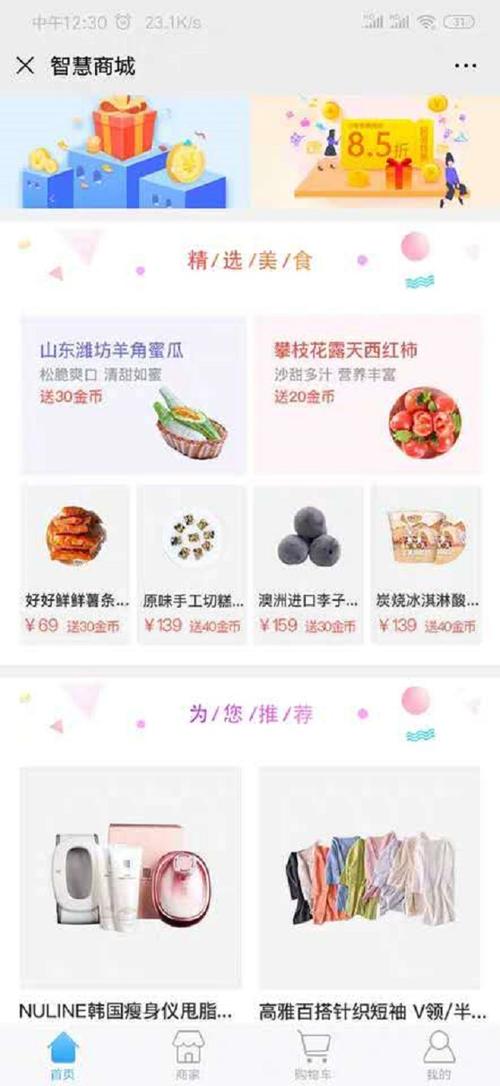 中午12:30 23.1K/s 31
智慧商城
8.5折
精/选/美/食
山东潍坊羊角蜜瓜
松脆爽口 清甜如蜜
送30金币
攀枝花露天西红柿
沙甜多汁 营养丰富
送20金币
好好鲜鲜薯条...
¥69 送30金币
原味手工切糕...
¥139 送40金币
澳洲进口李子...
¥159 送30金币
炭烧冰淇淋酸...
¥139 送40金币
为/您/推/荐
NULINE韩国瘦身仪甩脂...
高雅百搭针织短袖 V领/半...
首页
商家
购物车
我的